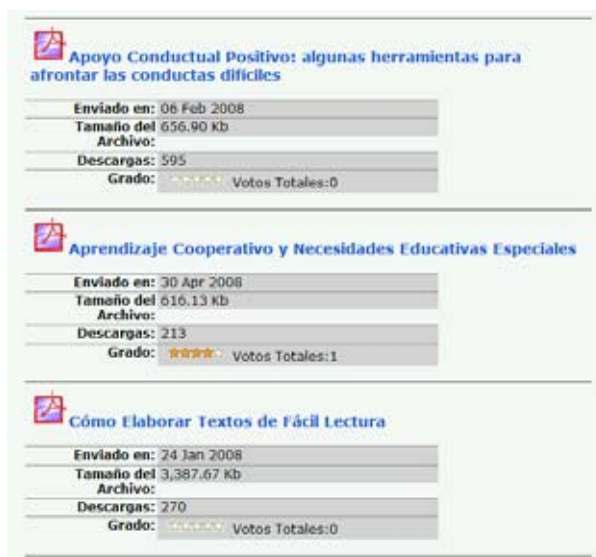 Apoyo Conductual Positivo: algunas herramientas para
afrontar las conductas dificiles
Enviado en: 06 Feb 2008
Tamaño del 656.90 Kb
Archivo:
Descargas: 595
Grado: Votos Totales:0
Aprendizaje Cooperativo y Necesidades Educativas Especiales
Enviado en: 30 Apr 2008
Tamaño del 616.13 Kb
Archivo:
Descargas: 213
Grado: Votos Totales:1
Cómo Elaborar Textos de Fácil Lectura
Enviado en: 24 Jan 2008
Tamaño del 3,387.67 Kb
Archivo:
Descargas: 270
Grado: Votos Totales:0